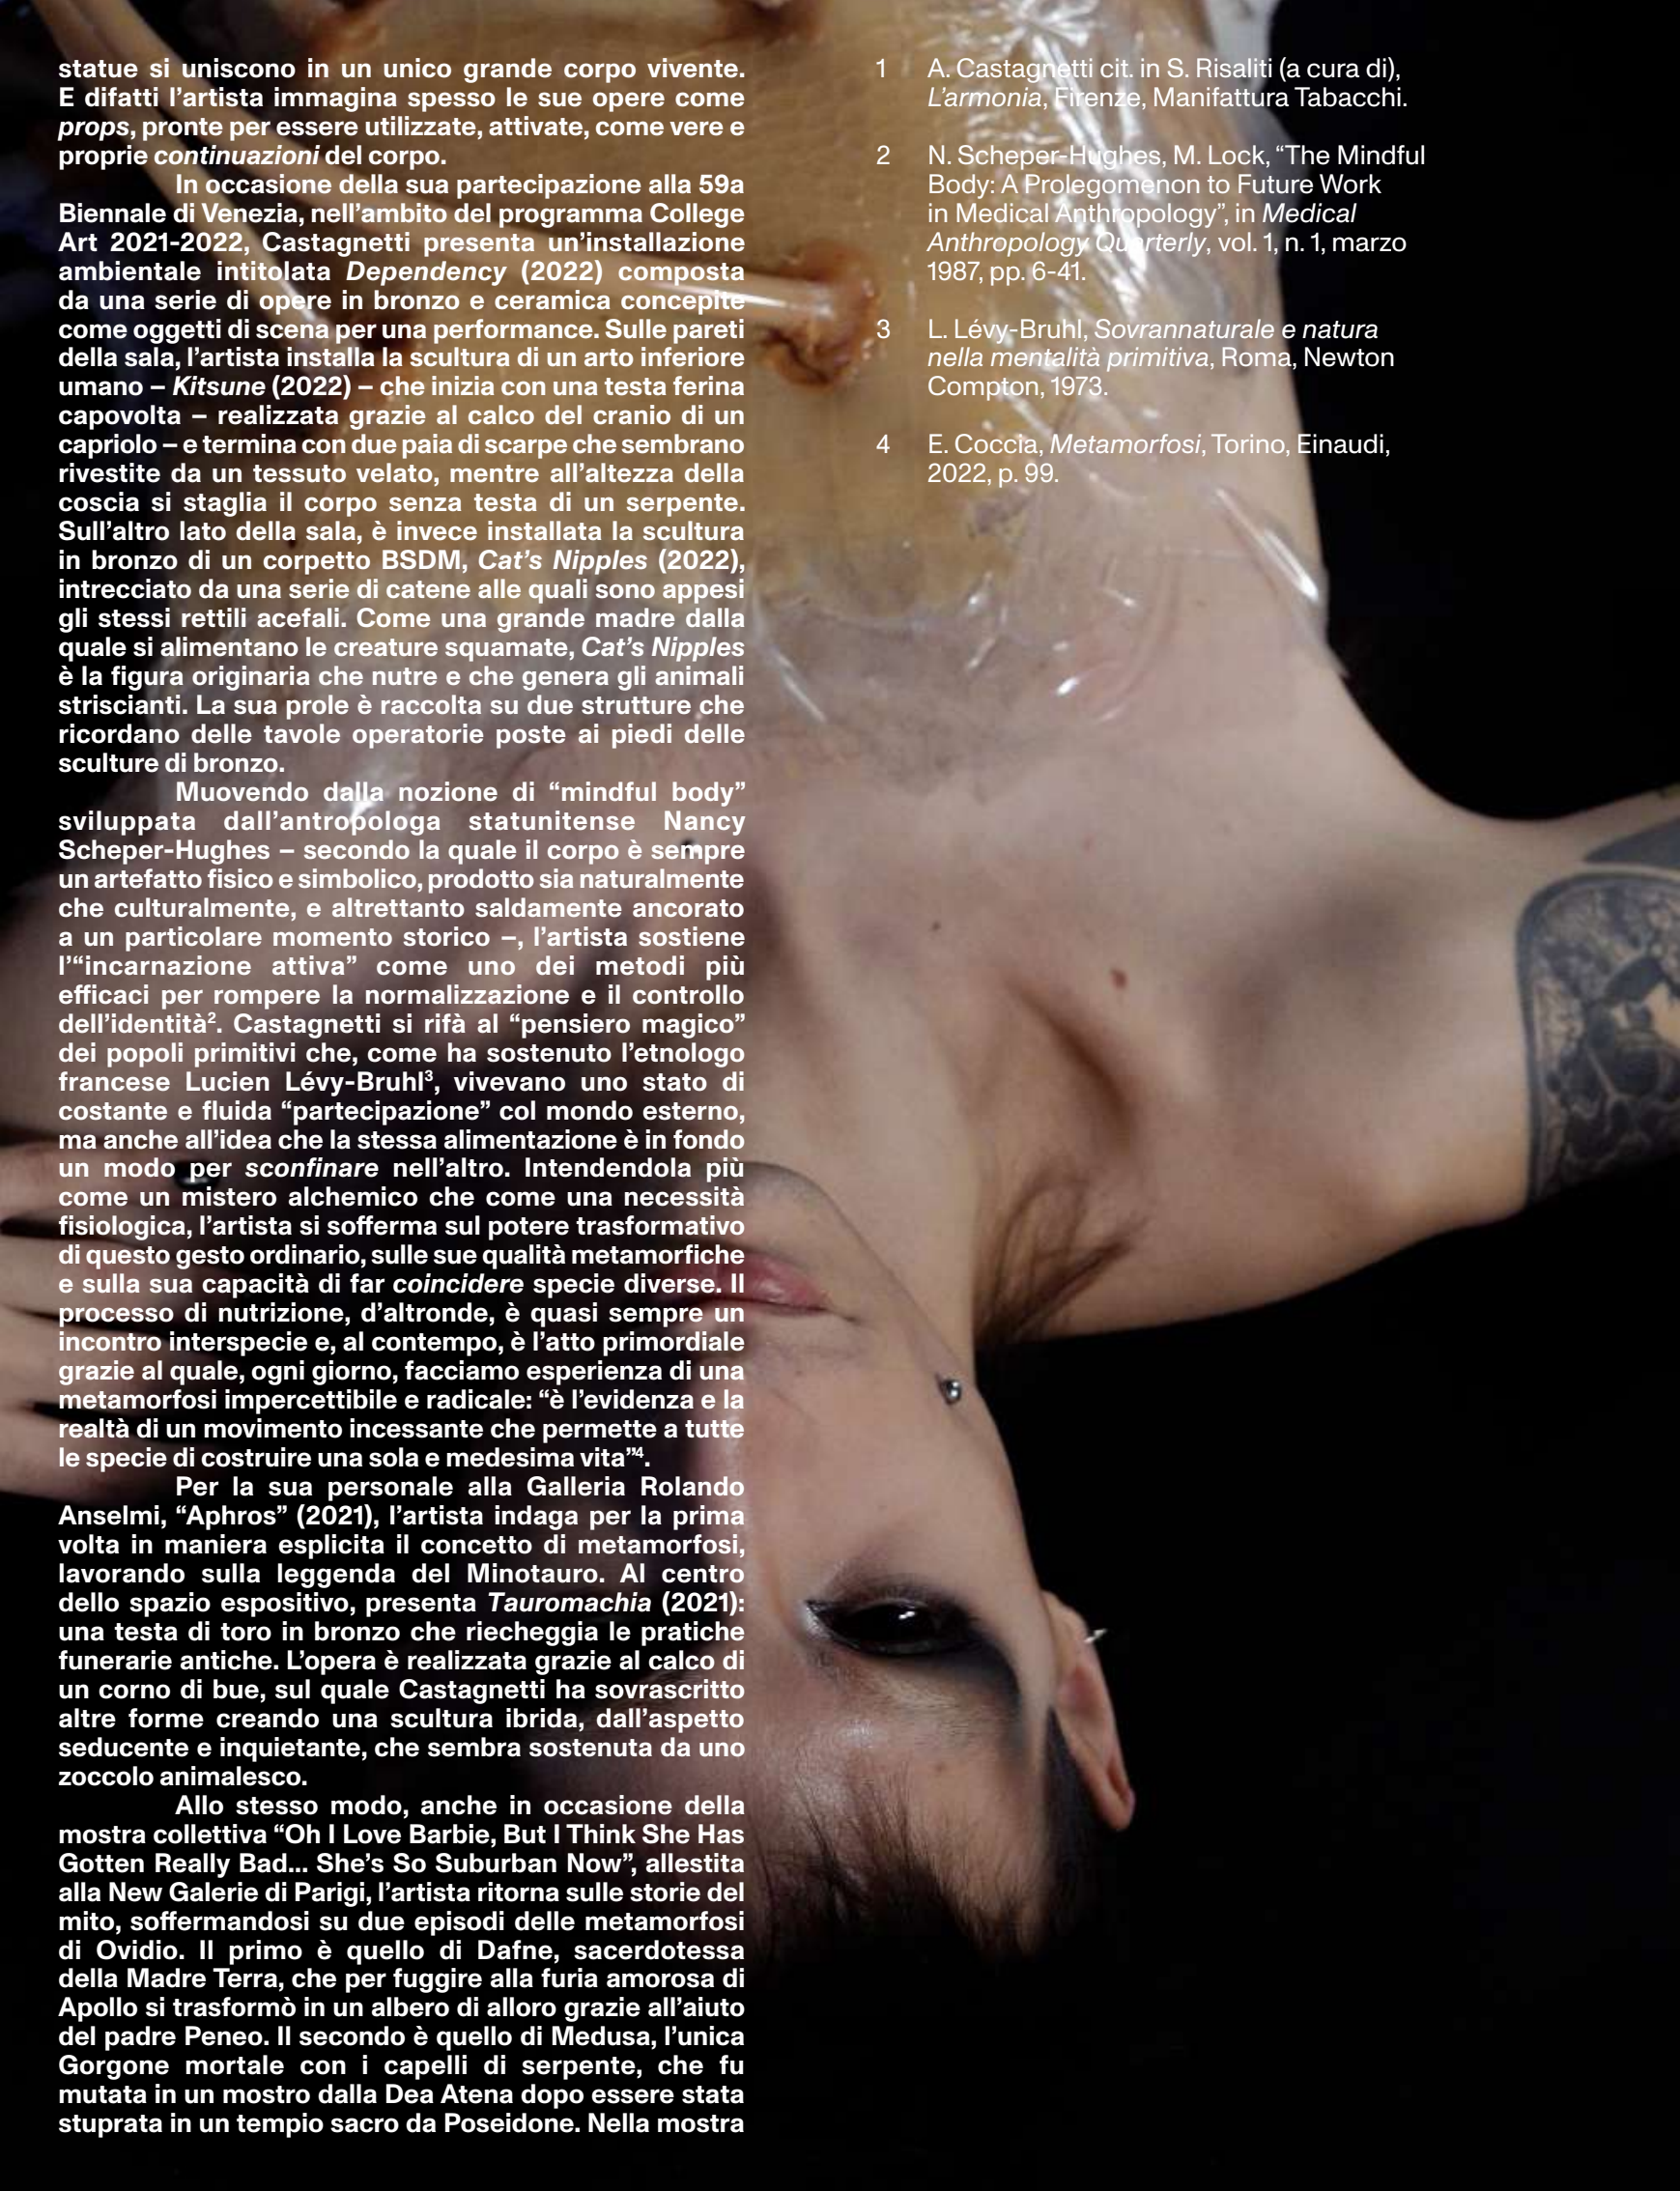 statue si uniscono in un unico grande corpo vivente.
E difatti l’artista immagina spesso le sue opere come
props, pronte per essere utilizzate, attivate, come vere e
proprie continuazioni del corpo.
In occasione della sua partecipazione alla 59a
Biennale di Venezia, nell’ambito del programma College
Art 2021-2022, Castagnetti presenta un’installazione
ambientale intitolata Dependency (2022) composta
da una serie di opere in bronzo e ceramica concepite
come oggetti di scena per una performance. Sulle pareti
della sala, l’artista installa la scultura di un arto inferiore
umano – Kitsune (2022) – che inizia con una testa ferina
capovolta – realizzata grazie al calco del cranio di un
capriolo – e termina con due paia di scarpe che sembrano
rivestite da un tessuto velato, mentre all’altezza della
coscia si staglia il corpo senza testa di un serpente.
Sull’altro lato della sala, è invece installata la scultura
in bronzo di un corpetto BSDM, Cat’s Nipples (2022),
intrecciato da una serie di catene alle quali sono appesi
gli stessi rettili acefali. Come una grande madre dalla
quale si alimentano le creature squamate, Cat’s Nipples
è la figura originaria che nutre e che genera gli animali
striscianti. La sua prole è raccolta su due strutture che
ricordano delle tavole operatorie poste ai piedi delle
sculture di bronzo.
Muovendo dalla nozione di “mindful body”
sviluppata dall’antropologa statunitense Nancy
Scheper-Hughes – secondo la quale il corpo è sempre
un artefatto fisico e simbolico, prodotto sia naturalmente
che culturalmente, e altrettanto saldamente ancorato
a un particolare momento storico –, l’artista sostiene
l’“incarnazione attiva” come uno dei metodi più
efficaci per rompere la normalizzazione e il controllo
dell’identità². Castagnetti si rifà al “pensiero magico”
dei popoli primitivi che, come ha sostenuto l’etnologo
francese Lucien Lévy-Bruhl³, vivevano uno stato di
costante e fluida “partecipazione” col mondo esterno,
ma anche all’idea che la stessa alimentazione è in fondo
un modo per sconfinare nell’altro. Intendendola più
come un mistero alchemico che come una necessità
fisiologica, l’artista si sofferma sul potere trasformativo
di questo gesto ordinario, sulle sue qualità metamorfiche
e sulla sua capacità di far coincidere specie diverse. Il
processo di nutrizione, d’altronde, è quasi sempre un
incontro interspecie e, al contempo, è l’atto primordiale
grazie al quale, ogni giorno, facciamo esperienza di una
metamorfosi impercettibile e radicale: “è l’evidenza e la
realtà di un movimento incessante che permette a tutte
le specie di costruire una sola e medesima vita”⁴.
Per la sua personale alla Galleria Rolando
Anselmi, “Aphros” (2021), l’artista indaga per la prima
volta in maniera esplicita il concetto di metamorfosi,
lavorando sulla leggenda del Minotauro. Al centro
dello spazio espositivo, presenta Tauromachia (2021):
una testa di toro in bronzo che riecheggia le pratiche
funerarie antiche. L’opera è realizzata grazie al calco di
un corno di bue, sul quale Castagnetti ha sovrascritto
altre forme creando una scultura ibrida, dall’aspetto
seducente e inquietante, che sembra sostenuta da uno
zoccolo animalesco.
Allo stesso modo, anche in occasione della
mostra collettiva “Oh I Love Barbie, But I Think She Has
Gotten Really Bad... She’s So Suburban Now”, allestita
alla New Galerie di Parigi, l’artista ritorna sulle storie del
mito, soffermandosi su due episodi delle metamorfosi
di Ovidio. Il primo è quello di Dafne, sacerdotessa
della Madre Terra, che per fuggire alla furia amorosa di
Apollo si trasformò in un albero di alloro grazie all’aiuto
del padre Peneo. Il secondo è quello di Medusa, l’unica
Gorgone mortale con i capelli di serpente, che fu
mutata in un mostro dalla Dea Atena dopo essere stata
stuprata in un tempio sacro da Poseidone. Nella mostra
1 A. Castagnetti cit. in S. Risaliti (a cura di),
L’armonia, Firenze, Manifattura Tabacchi.
2 N. Scheper-Hughes, M. Lock, “The Mindful
Body: A Prolegomenon to Future Work
in Medical Anthropology”, in Medical
Anthropology Quarterly, vol. 1, n. 1, marzo
1987, pp. 6-41.
3 L. Lévy-Bruhl, Sovrannaturale e natura
nella mentalità primitiva, Roma, Newton
Compton, 1973.
4 E. Coccia, Metamorfosi, Torino, Einaudi,
2022, p. 99.